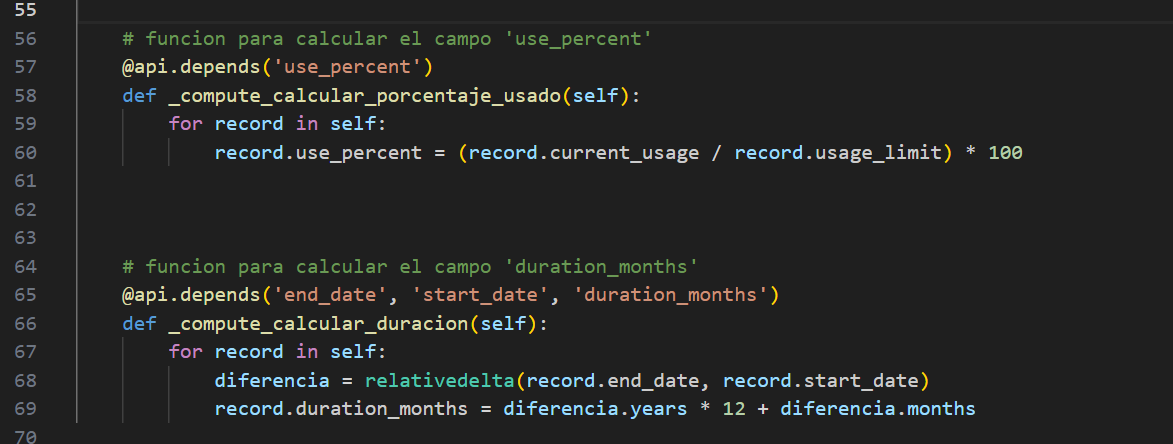 55
56 # funcion para calcular el campo 'use_percent'
57 @api.depends('use_percent')
58 def _compute_calcular_porcentaje_usado(self):
59 for record in self:
60 record.use_percent = (record.current_usage / record.usage_limit) * 100
61
62
63
64 # funcion para calcular el campo 'duration_months'
65 @api.depends('end_date', 'start_date', 'duration_months')
66 def _compute_calcular_duracion(self):
67 for record in self:
68 diferencia = relativedelta(record.end_date, record.start_date)
69 record.duration_months = diferencia.years * 12 + diferencia.months
70